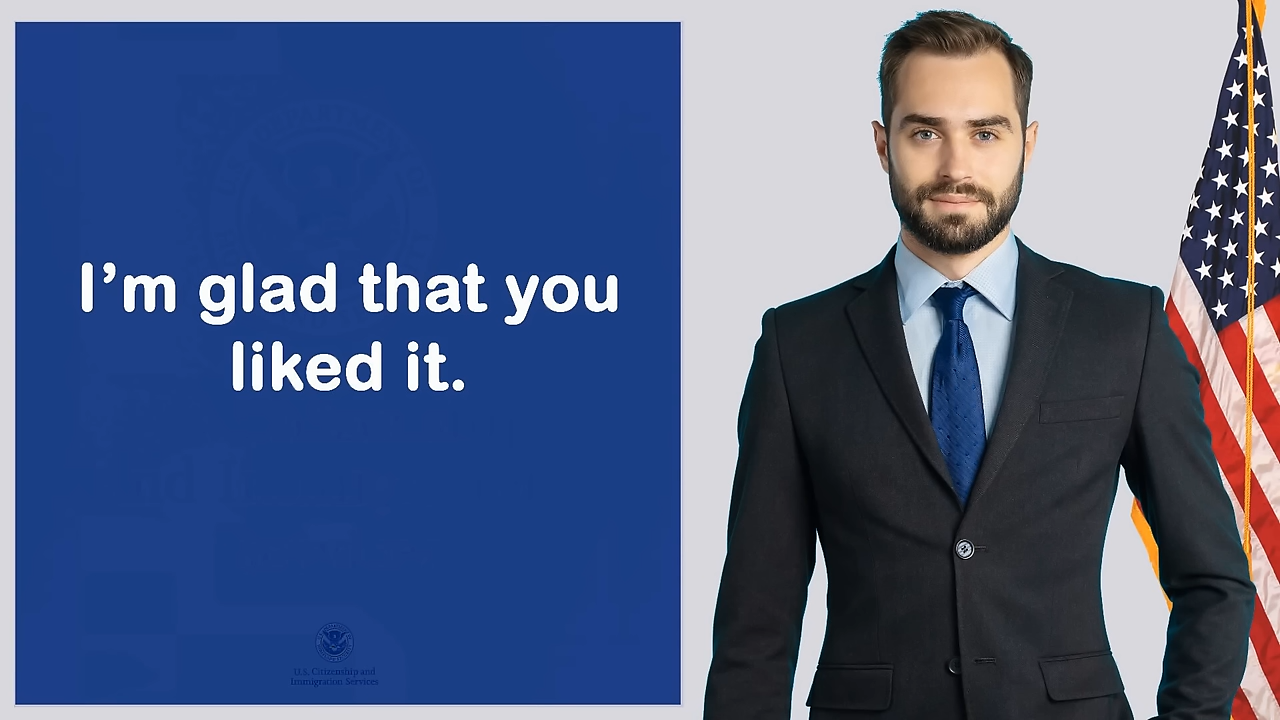 I'm glad that you
liked it.
U.S. Citizenship and
Immigration Services